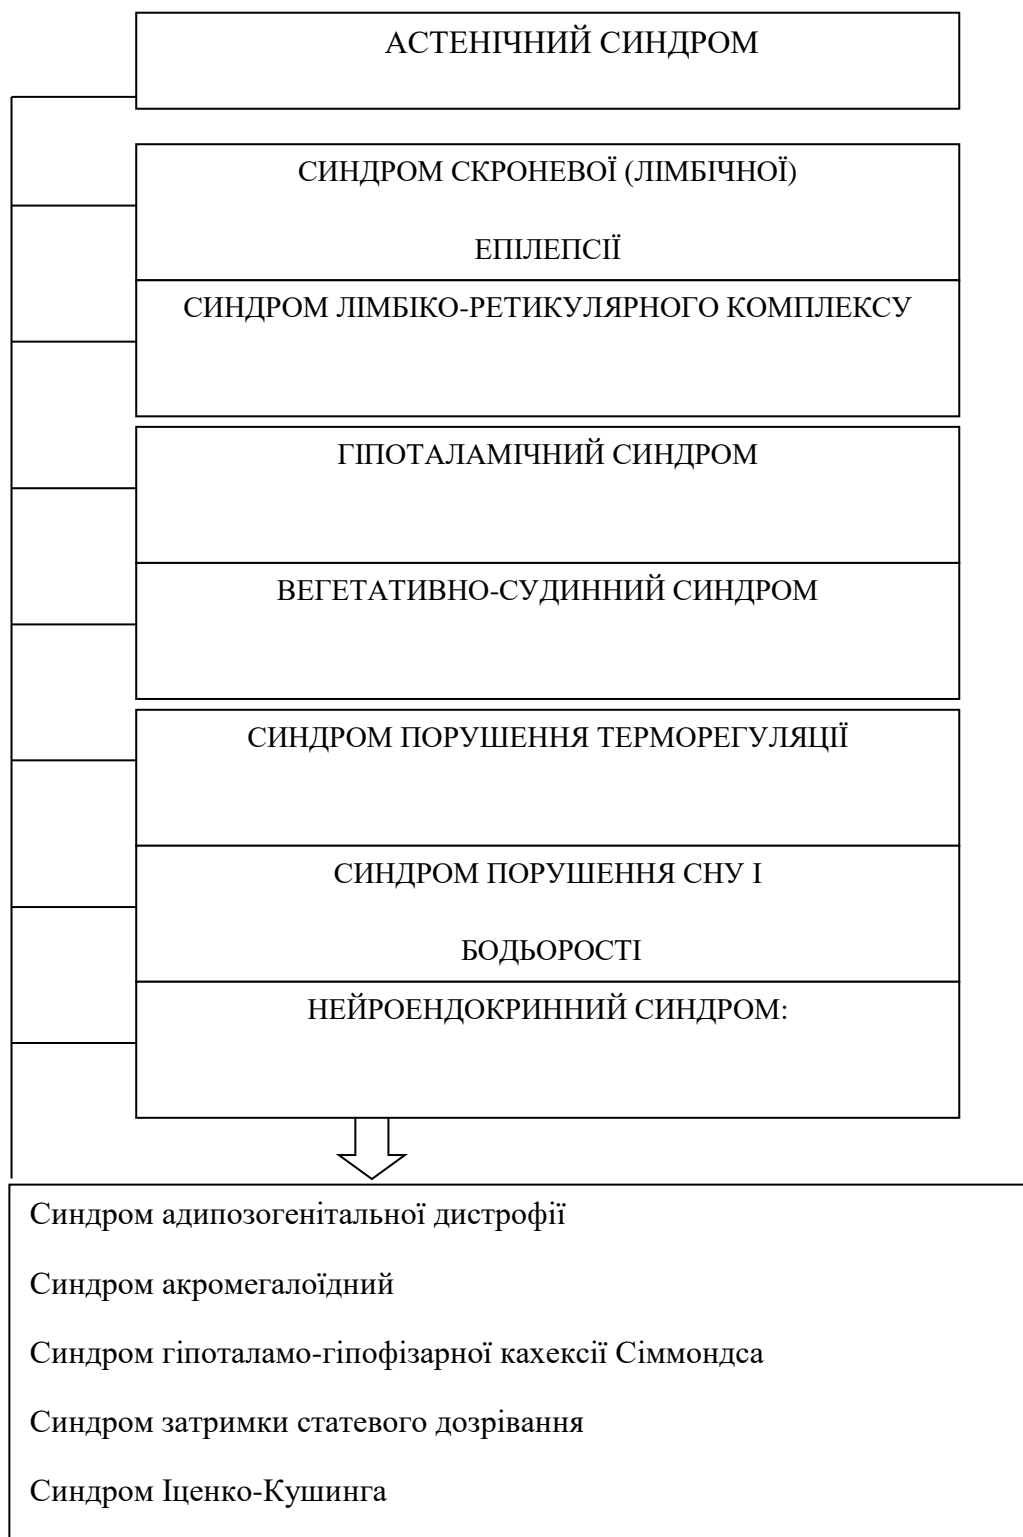 АСТЕНІЧНИЙ СИНДРОМ
СИНДРОМ СКРОНЕВОЇ (ЛІМБІЧНОЇ)
ЕПІЛЕПСІЇ
СИНДРОМ ЛІМБІКО-РЕТИКУЛЯРНОГО КОМПЛЕКСУ
ГІПОТАЛАМІЧНИЙ СИНДРОМ
ВЕГЕТАТИВНО-СУДИННИЙ СИНДРОМ
СИНДРОМ ПОРУШЕННЯ ТЕРМОРЕГУЛЯЦІЇ
СИНДРОМ ПОРУШЕННЯ СНУ І
БОДЬОРОСТІ
НЕЙРОЕНДОКРИННИЙ СИНДРОМ:
Синдром адипозогенітальної дистрофії
Синдром акромегалоїдний
Синдром гіпоталамо-гіпофізарної кахексії Сіммондса
Синдром затримки статевого дозрівання
Синдром Іценко-Кушинга